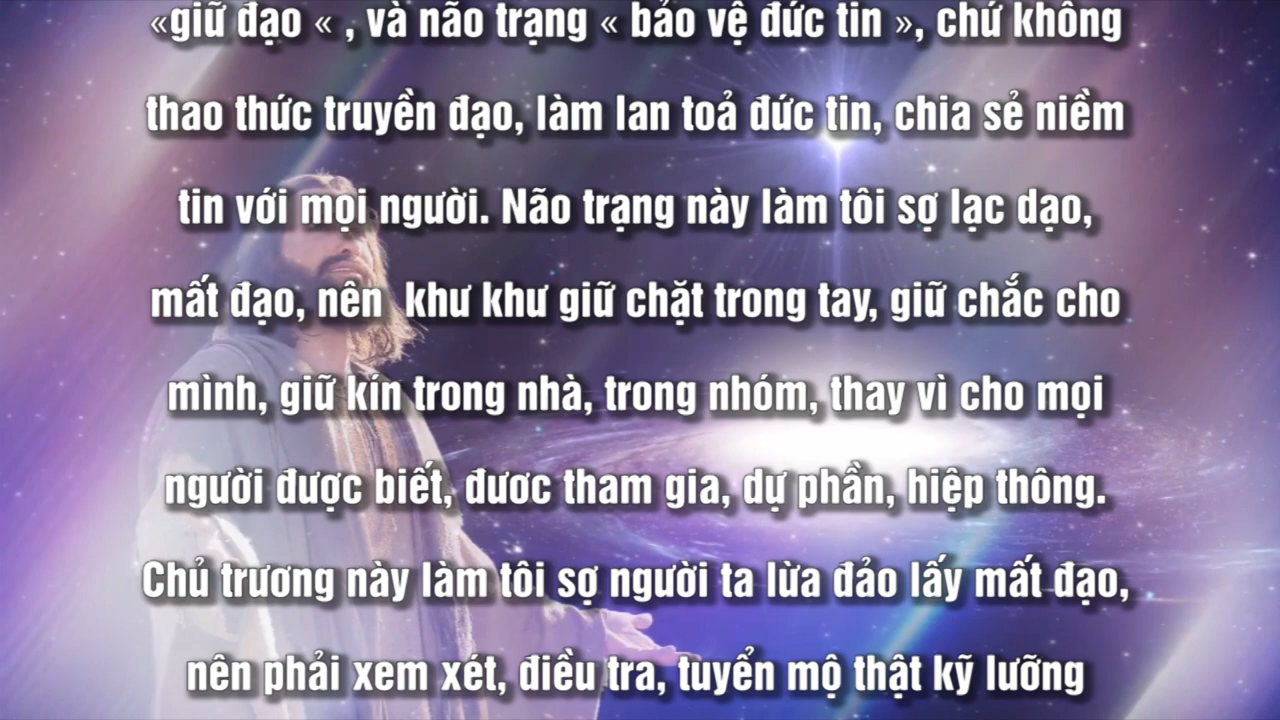 «giữ đạo « , và não trạng « bảo vệ đức tin », chứ không
thao thức truyền đạo, làm lan toả đức tin, chia sẻ niềm
tin với mọi người. Não trạng này làm tôi sợ lạc dạo,
mất đạo, nên khư khư giữ chặt trong tay, giữ chắc cho
mình, giữ kín trong nhà, trong nhóm, thay vì cho mọi
người được biết, đươc tham gia, dự phần, hiệp thông.
Chủ trương này làm tôi sợ người ta lừa đảo lấy mất đạo,
nên phải xem xét, điều tra, tuyển mộ thật kỹ lưỡng